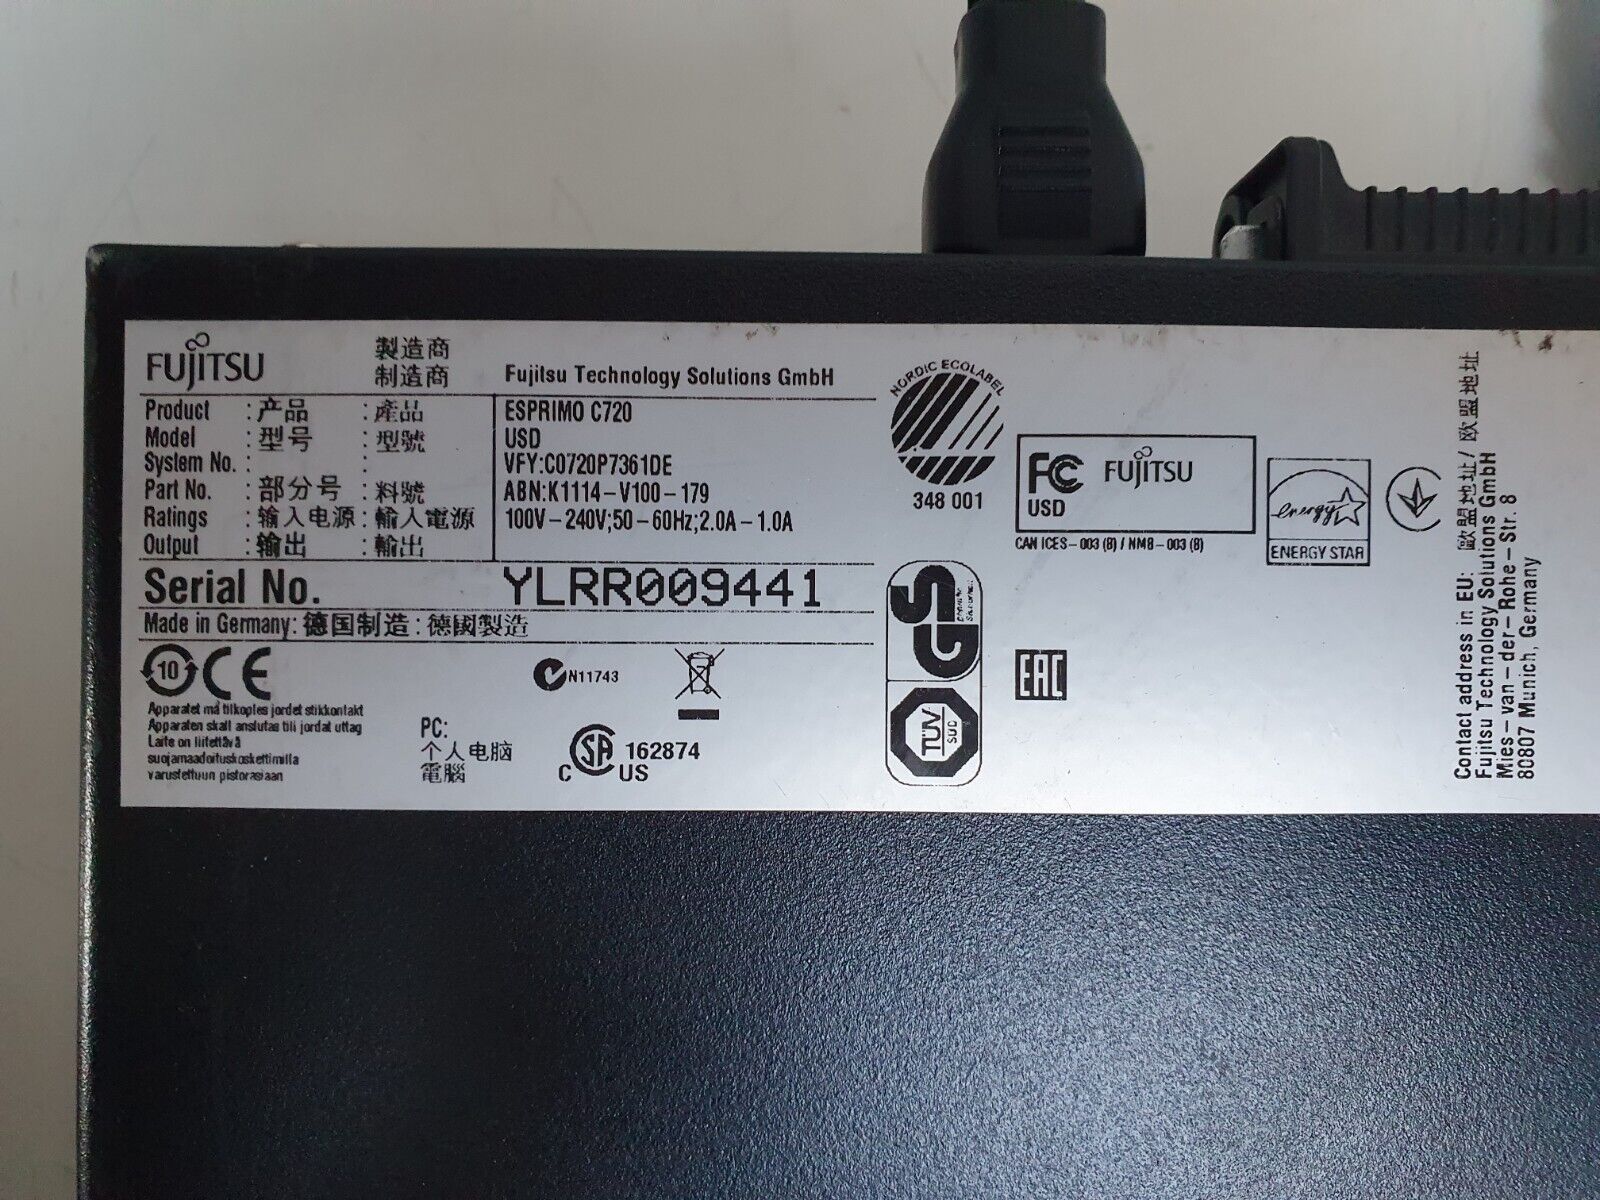 FUJITSU 製造商
制造商 Fujitsu Technology Solutions GmbH
Product : 产品 : 產品 ESPRIMO C720
Model : 型号 : 型號 USD
System No. : : VFY:C0720P7361DE
Part No. : 部分号 : 料號 ABN:K1114-V100-179
Ratings : 输入电源 : 輸入電源 100V-240V;50-60Hz;2.0A-1.0A
Output : 输出 : 輸出
Serial No. YLRR009441
Made in Germany: 德国制造 : 德國製造
10 CE
Apparatet må tilkoples jordet stikkontakt
Apparaten skall anslutas till jordat uttag
Laite on liitettävä
suojamaadoituskoskettimilla
varustettuun pistorasiaan
PC:
个人电脑
電腦
N11743
C SA US 162874
NORDIC ECOLABEL
348 001
GS
geprüfte
Sicherheit
TÜV
SÜD
FC FUJITSU
USD
CAN ICES-003 (B) / NMB-003 (B)
EAC
energy
ENERGY STAR
Contact address in EU: 歐盟地址/ 欧盟地址
Fujitsu Technology Solutions GmbH
Mies-van-der-Rohe-Str. 8
80807 Munich, Germany